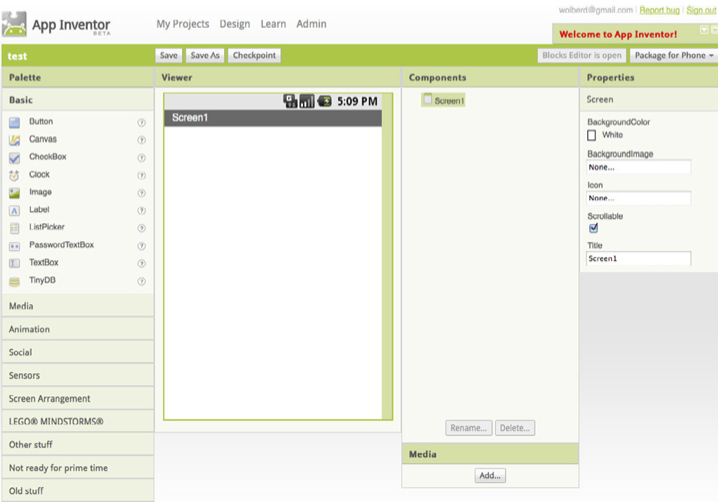 wolberd@gmail.com | Report bug | Sign out
App Inventor
BETA
My Projects Design Learn Admin
Welcome to App Inventor!
test
Save Save As Checkpoint
Blocks Editor is open Package for Phone
Palette
Basic
Button
Canvas
CheckBox
Clock
Image
Label
ListPicker
PasswordTextBox
TextBox
TinyDB
Media
Animation
Social
Sensors
Screen Arrangement
LEGO® MINDSTORMS®
Other stuff
Not ready for prime time
Old stuff
Viewer
5:09 PM
Screen1
Components
Screen1
Rename... Delete...
Media
Add...
Properties
Screen
BackgroundColor
White
BackgroundImage
None...
Icon
None...
Scrollable
Title
Screen1